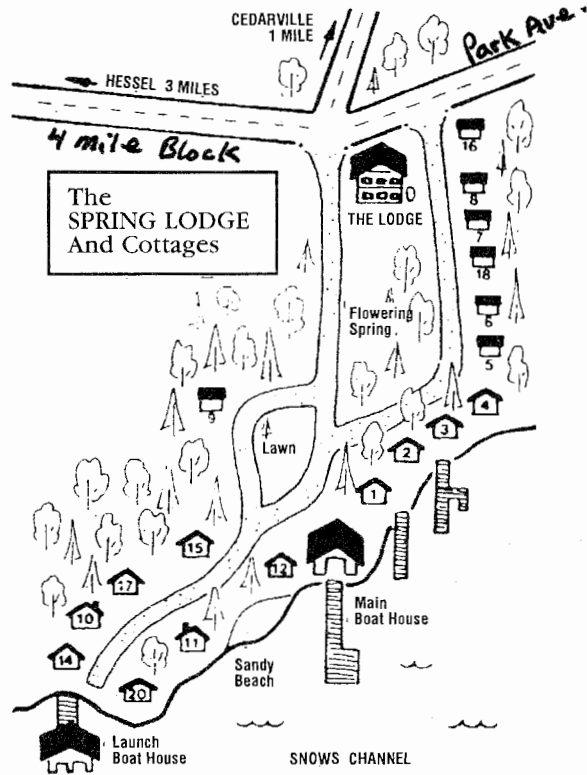 CEDARVILLE
1 MILE
Park Ave.
HESSEL 3 MILES
4 mile Block
16
The
SPRING LODGE
And Cottages
8
THE LODGE
7
18
Flowering
Spring
6
5
9
4
3
Lawn
2
1
15
12
17
Main
Boat House
10
11
14
Sandy
Beach
20
Launch
Boat House
SNOWS CHANNEL